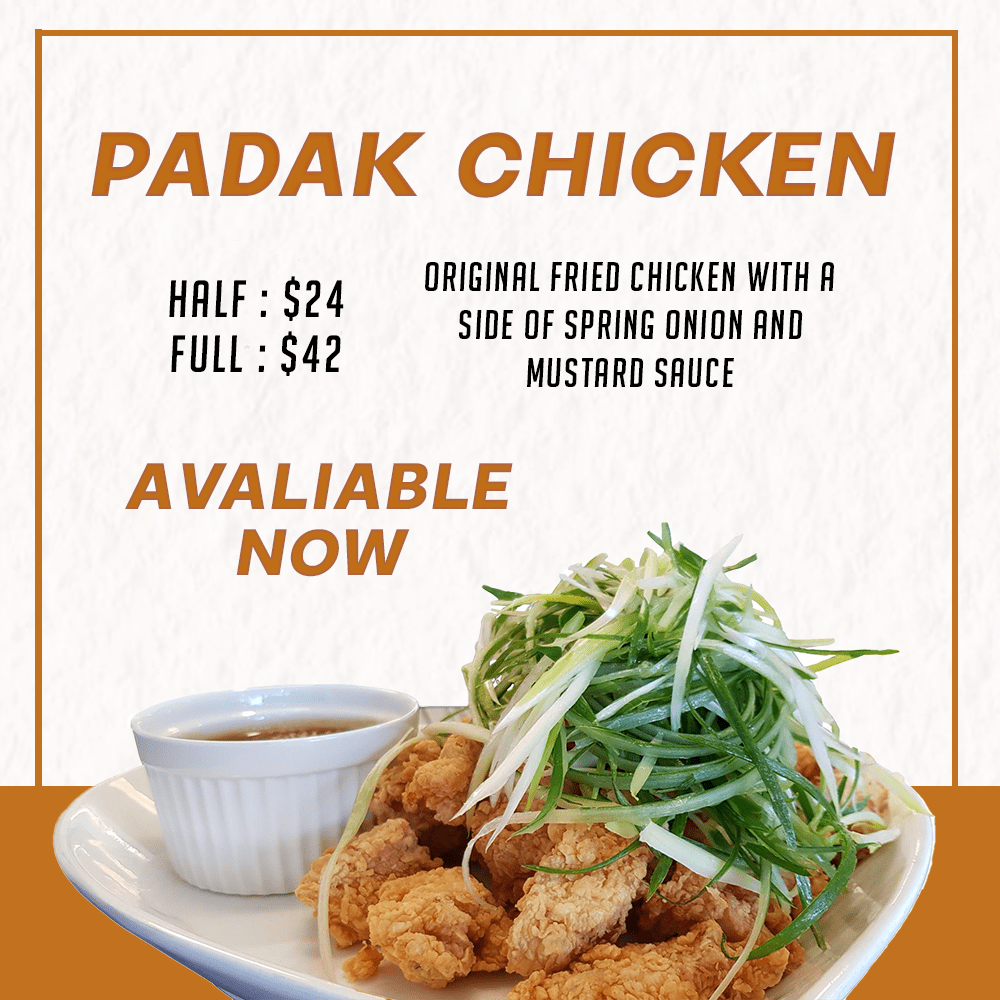 PADAK CHICKEN
HALF : $24
FULL : $42
ORIGINAL FRIED CHICKEN WITH A
SIDE OF SPRING ONION AND
MUSTARD SAUCE
AVALIABLE
NOW